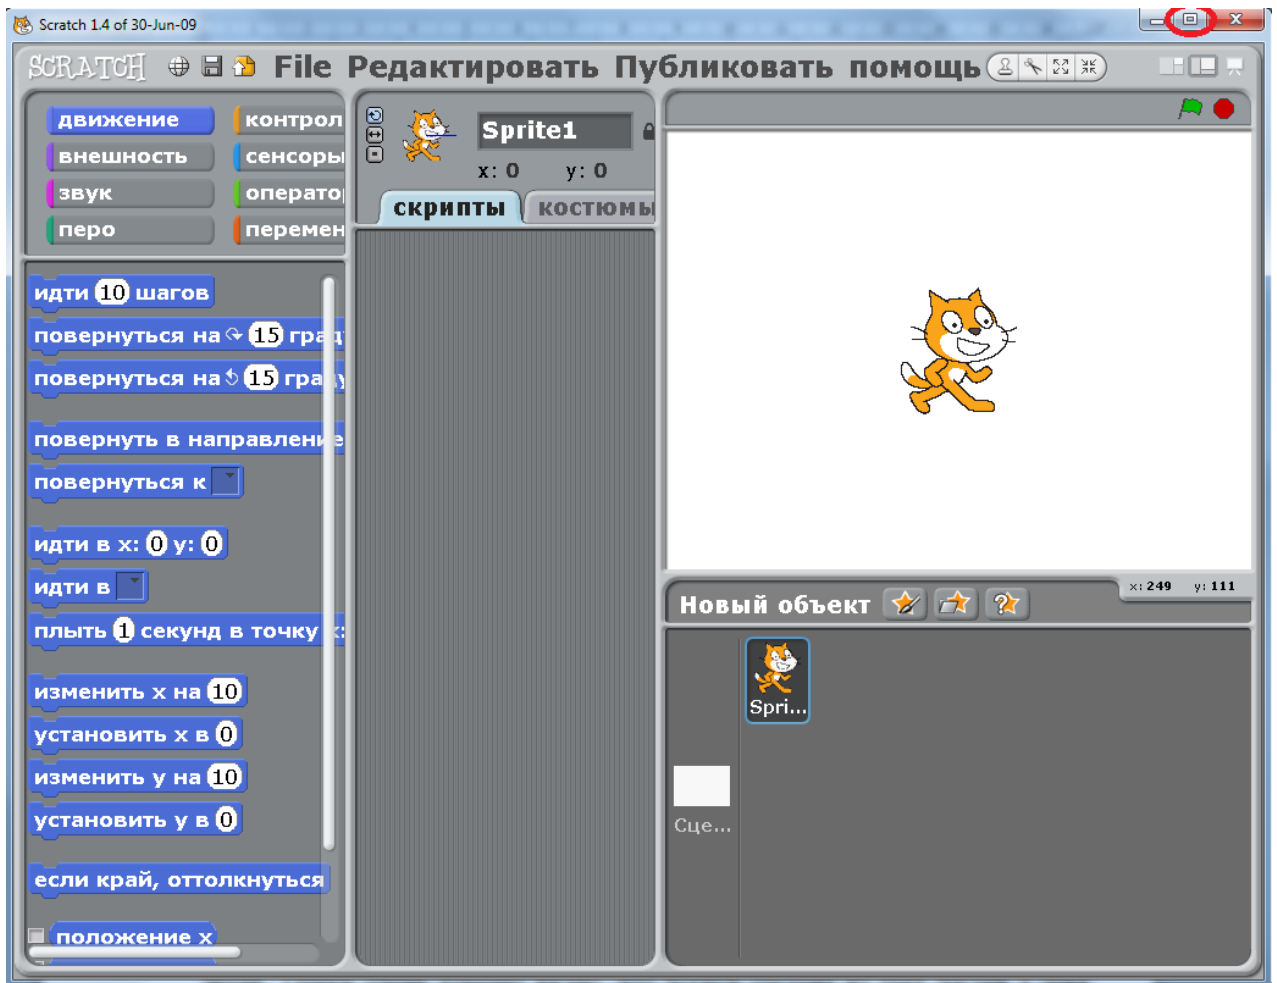 Scratch 1.4 of 30-Jun-09
SCRATCH File Редактировать Публиковать помощь
движение
контрол
внешность
сенсоры
звук
операто
перо
перемен
идти 10 шагов
повернуться на 15 граду
повернуться на 15 граду
повернуть в направление
повернуться к
идти в x: 0 y: 0
идти в
плыть 1 секунд в точку x:
изменить x на 10
установить x в 0
изменить y на 10
установить y в 0
если край, оттолкнуться
положение x
Sprite1
x: 0 y: 0
скрипты
костюмы
x: 249 y: 111
Новый объект
Spri...
Сце...